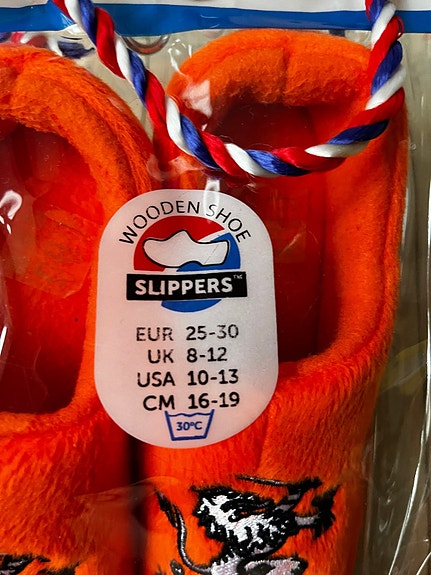 WOODEN SHOE
SLIPPERS™
EUR 25-30
UK 8-12
USA 10-13
CM 16-19
30°C